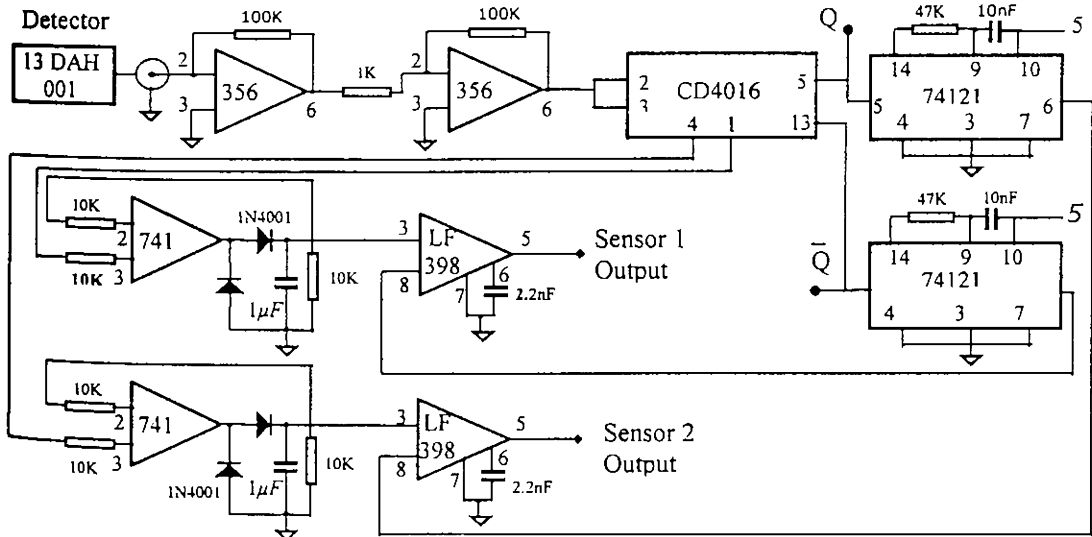 Detector
13 DAH
001
100K
2
3
356
6
1K
100K
2
3
356
6
2
3
CD4016
5
4
1
13
Q
47K
10nF
5
14
9
10
5
74121
6
4
3
7
Q̅
47K
10nF
5
14
9
10
74121
4
3
7
10K
2
741
10K
3
1N4001
1µF
10K
3
LF
398
5
8
7
6
2.2nF
Sensor 1
Output
10K
2
741
10K
3
1N4001
1µF
10K
3
LF
398
5
8
7
6
2.2nF
Sensor 2
Output